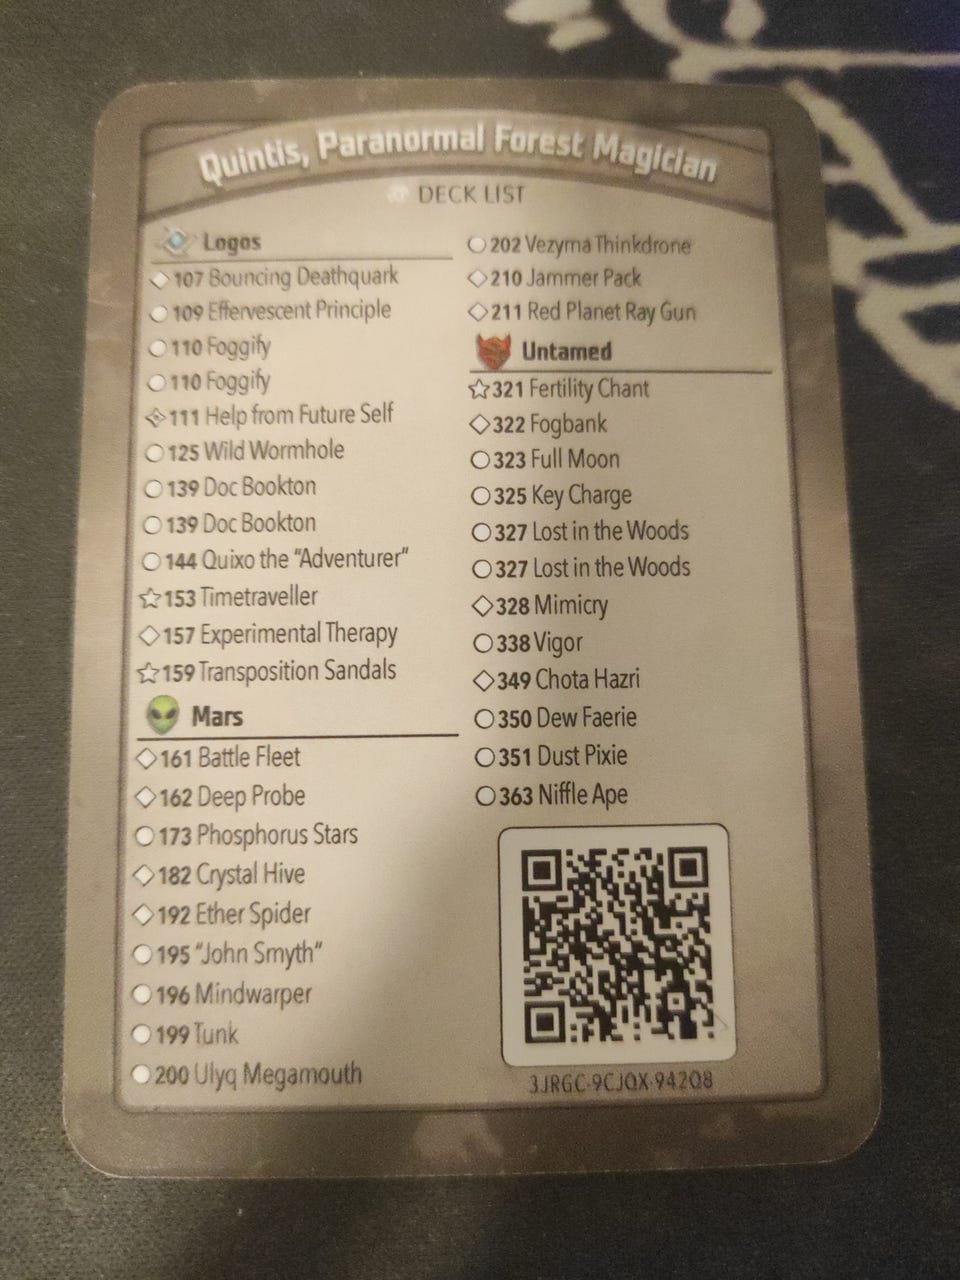 Quintis, Paranormal Forest Magician
DECK LIST
Logos
107 Bouncing Deathquark
109 Effervescent Principle
110 Foggify
110 Foggify
111 Help from Future Self
125 Wild Wormhole
139 Doc Bookton
139 Doc Bookton
144 Quixo the "Adventurer"
153 Timetraveller
157 Experimental Therapy
159 Transposition Sandals
Mars
161 Battle Fleet
162 Deep Probe
173 Phosphorus Stars
182 Crystal Hive
192 Ether Spider
195 "John Smyth"
196 Mindwarper
199 Tunk
200 Ulyq Megamouth
202 Vezyma Thinkdrone
210 Jammer Pack
211 Red Planet Ray Gun
Untamed
321 Fertility Chant
322 Fogbank
323 Full Moon
325 Key Charge
327 Lost in the Woods
327 Lost in the Woods
328 Mimicry
338 Vigor
349 Chota Hazri
350 Dew Faerie
351 Dust Pixie
363 Niffle Ape
3JRGC-9CJQX-942Q8